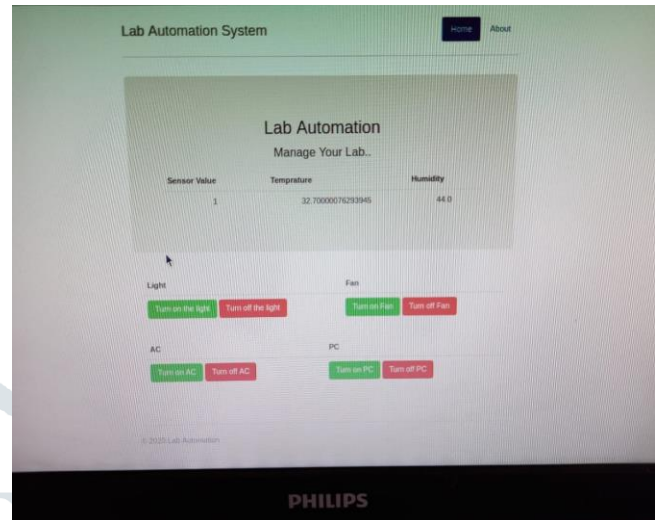 Lab Automation System
Home About
Lab Automation
Manage Your Lab..
Sensor Value Temprature Humidity
1 32.70000076293945 44.0
Light Fan
Turn on the light Turn off the light Turn on Fan Turn off Fan
AC PC
Turn on AC Turn off AC Turn on PC Turn off PC
© 2020 Lab Automation
PHILIPS